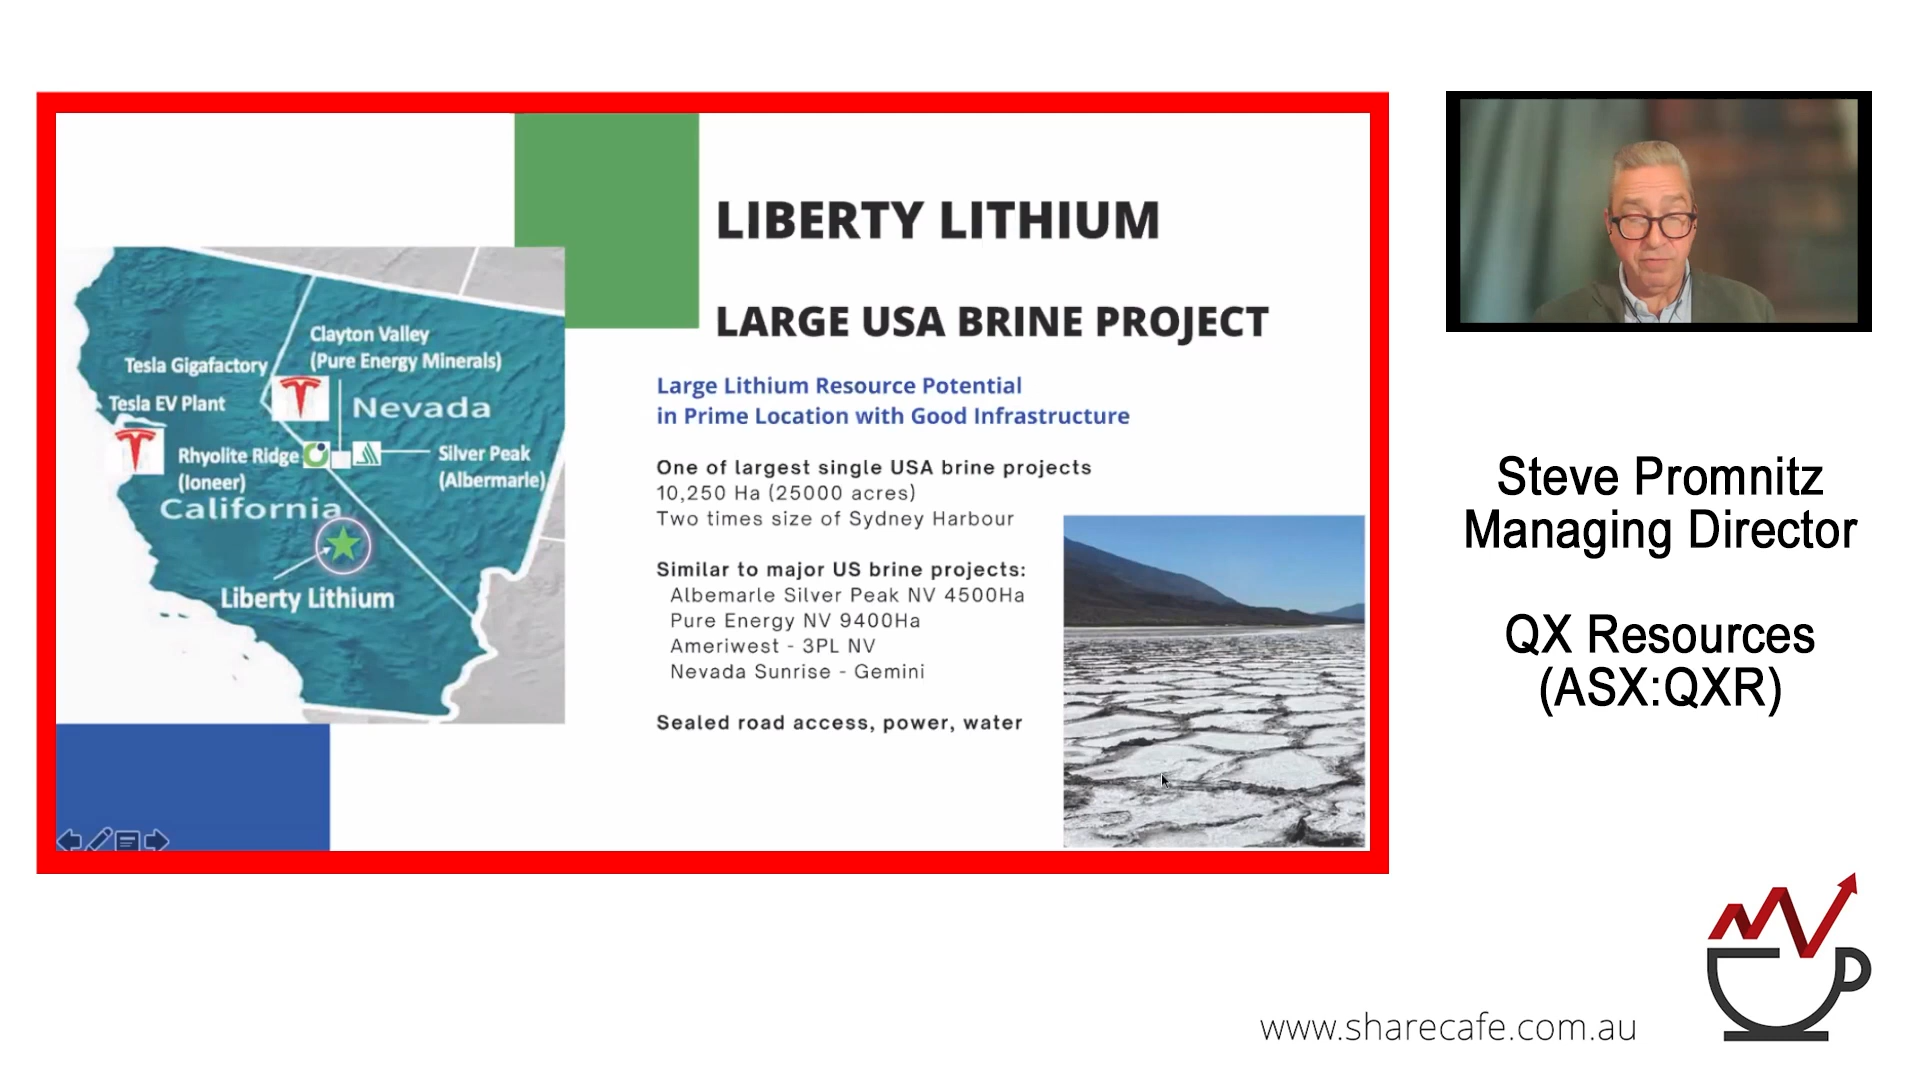 LIBERTY LITHIUM
LARGE USA BRINE PROJECT
Large Lithium Resource Potential
in Prime Location with Good Infrastructure
One of largest single USA brine projects
10,250 Ha (25000 acres)
Two times size of Sydney Harbour
Similar to major US brine projects:
Albemarle Silver Peak NV 4500Ha
Pure Energy NV 9400Ha
Ameriwest - 3PL NV
Nevada Sunrise - Gemini
Sealed road access, power, water
Clayton Valley
(Pure Energy Minerals)
Tesla Gigafactory
Tesla EV Plant
Nevada
Rhyolite Ridge
(Ioneer)
Silver Peak
(Albermarle)
California
Liberty Lithium
Steve Promnitz
Managing Director
QX Resources
(ASX:QXR)
www.sharecafe.com.au